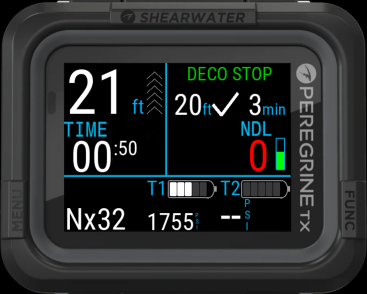 SHEARWATER
DECO STOP
21 ft
20ft 3min
TIME
00:50
NDL
0
T1 T2
Nx32
1755 PSI
-- PSI
MENU
FUNC
PEREGRINE TX